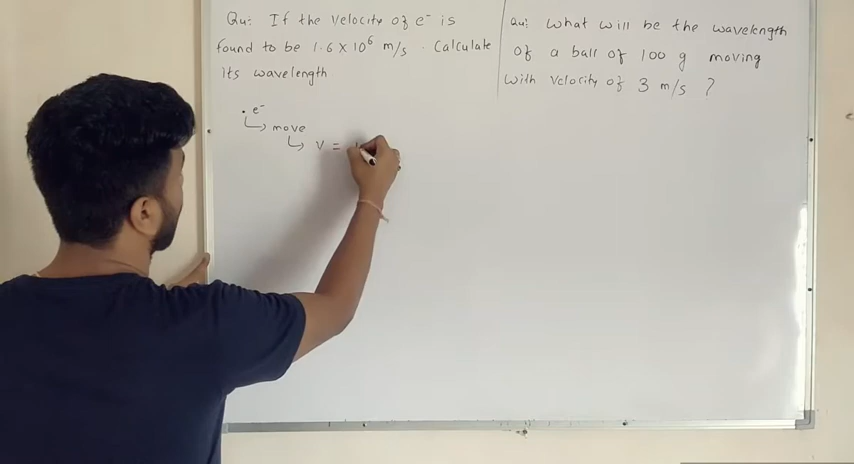 Qu: If the velocity of e⁻ is
found to be 1.6 × 10⁶ m/s . Calculate
its wavelength
. e⁻
↳ move
↳ v =
Qu: What will be the wavelength
of a ball of 100 g moving
with velocity of 3 m/s ?